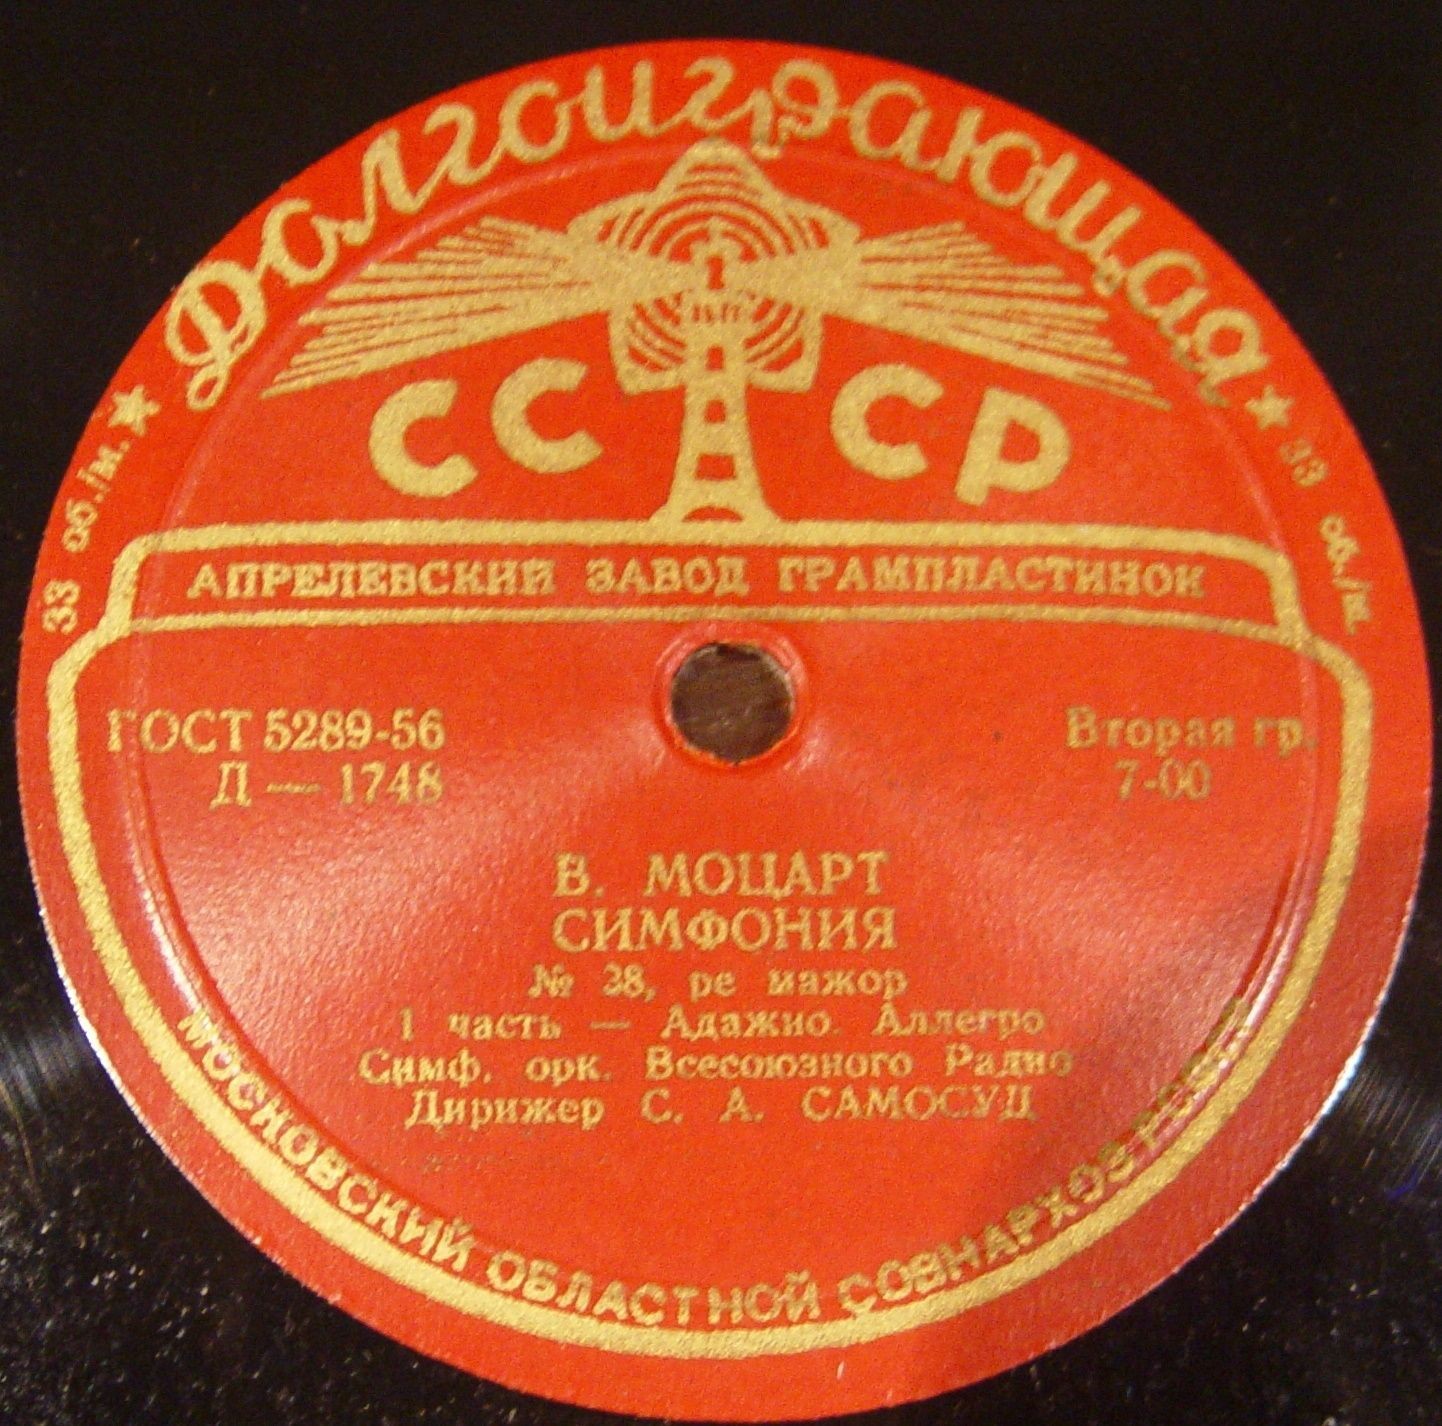 Долгоиграющая
33 об./м.
33 об./м.
СССР
АПРЕЛЕВСКИЙ ЗАВОД ГРАМПЛАСТИНОК
ГОСТ 5289-56
Д — 1748
Вторая гр.
7-00
В. МОЦАРТ
СИМФОНИЯ
№ 38, ре мажор
1 часть — Адажио. Аллегро
Симф. орк. Всесоюзного Радио
Дирижер С. А. САМОСУД
МОСКОВСКИЙ ОБЛАСТНОЙ СОВНАРХОЗ РСФСР